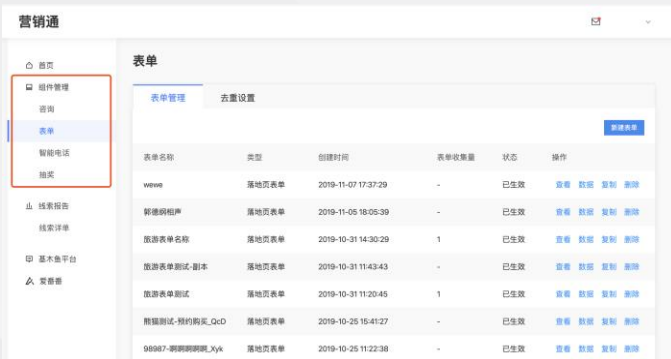 营销通
首页
组件管理
咨询
表单
智能电话
抽奖
线索报告
线索详单
基木鱼平台
爱番番
表单
表单管理 去重设置
新建表单
表单名称 类型 创建时间 表单收集量 状态 操作
wewe 落地页表单 2019-11-07 17:37:29 - 已生效 查看 数据 复制 删除
郭德纲相声 落地页表单 2019-11-05 18:05:39 - 已生效 查看 数据 复制 删除
旅游表单名称 落地页表单 2019-10-31 14:30:29 1 已生效 查看 数据 复制 删除
旅游表单测试-副本 落地页表单 2019-10-31 11:43:43 - 已生效 查看 数据 复制 删除
旅游表单测试 落地页表单 2019-10-31 11:20:45 1 已生效 查看 数据 复制 删除
熊猫测试-预约购买_QcD 落地页表单 2019-10-25 15:41:27 - 已生效 查看 数据 复制 删除
98987-啊啊啊啊啊_Xyk 落地页表单 2019-10-25 11:22:38 - 已生效 查看 数据 复制 删除